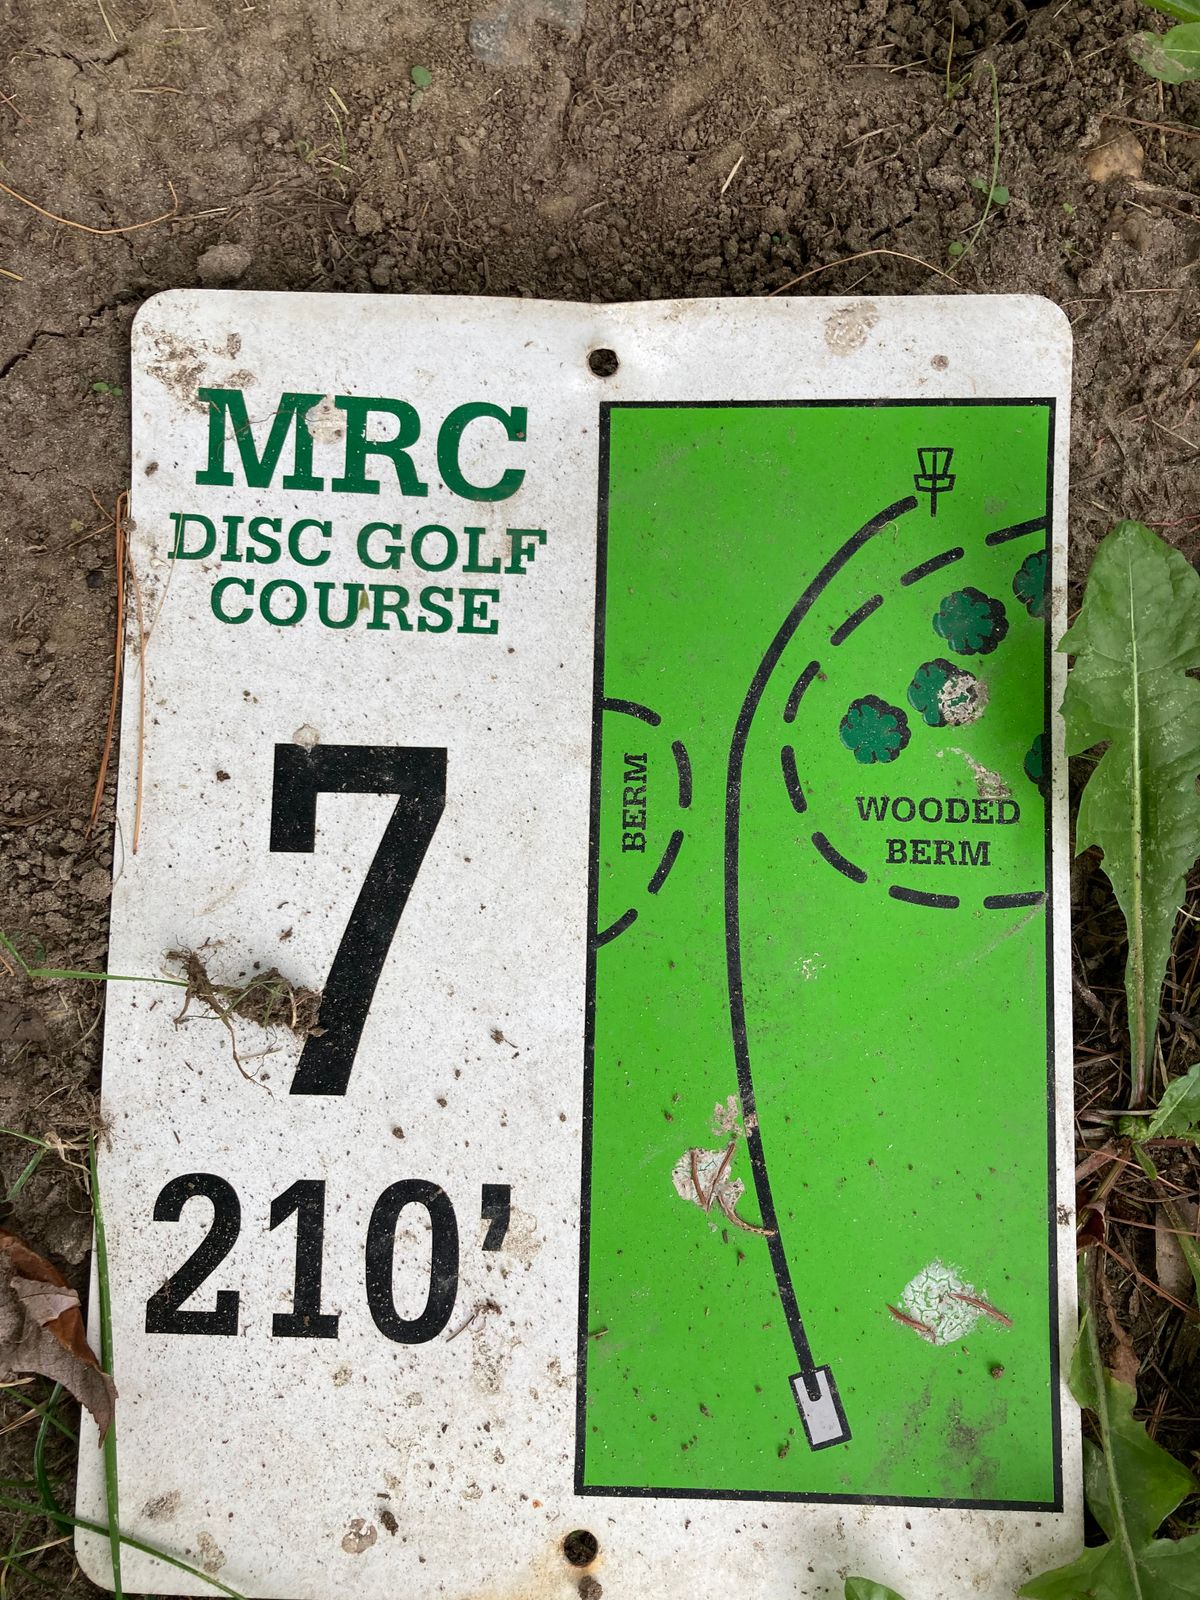 MRC
DISC GOLF
COURSE
7
210’
BERM
WOODED
BERM